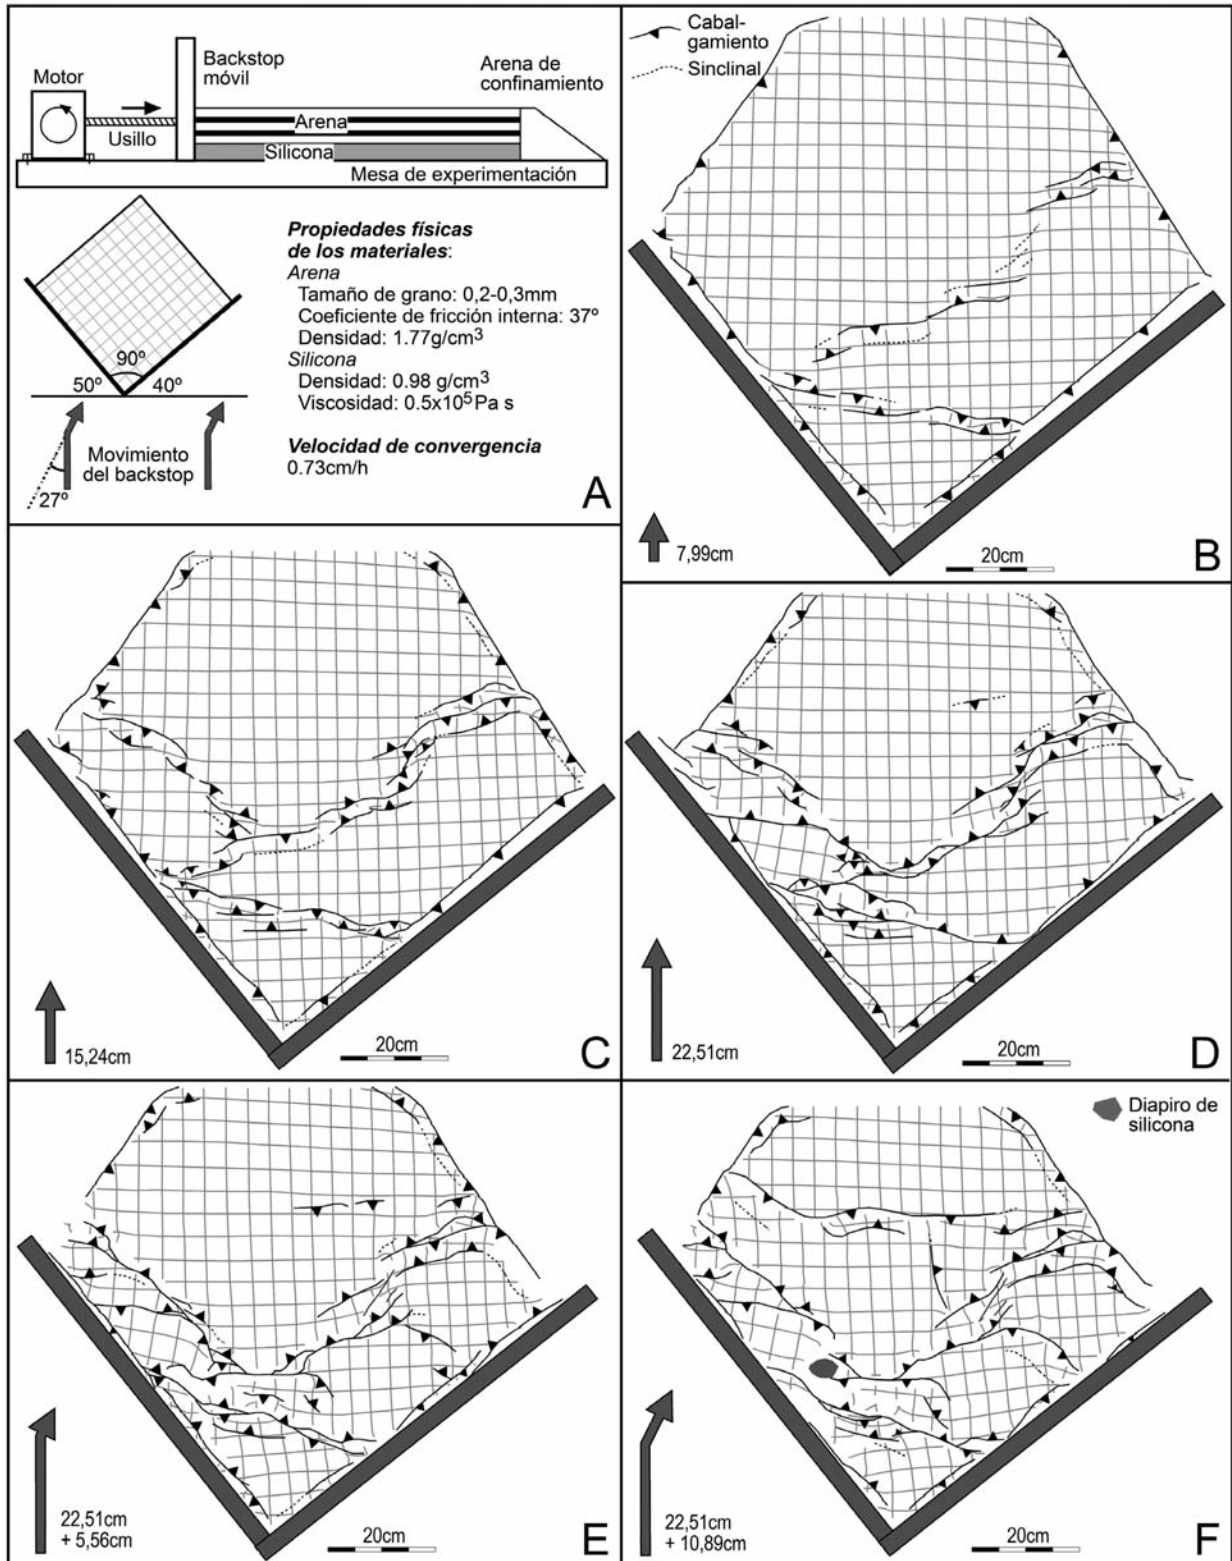 Motor
Backstop
móvil
Arena de
confinamiento
Usillo
Arena
Silicona
Mesa de experimentación
90º
50º
40º
Movimiento
del backstop
27º
Propiedades físicas
de los materiales:
Arena
Tamaño de grano: 0,2-0,3mm
Coeficiente de fricción interna: 37º
Densidad: 1.77g/cm³
Silicona
Densidad: 0.98 g/cm³
Viscosidad: 0.5x10⁵Pa s
Velocidad de convergencia
0.73cm/h
A
Cabal-
gamiento
Sinclinal
7,99cm
20cm
B
15,24cm
20cm
C
22,51cm
20cm
D
22,51cm
+ 5,56cm
20cm
E
Diapiro de
silicona
22,51cm
+ 10,89cm
20cm
F